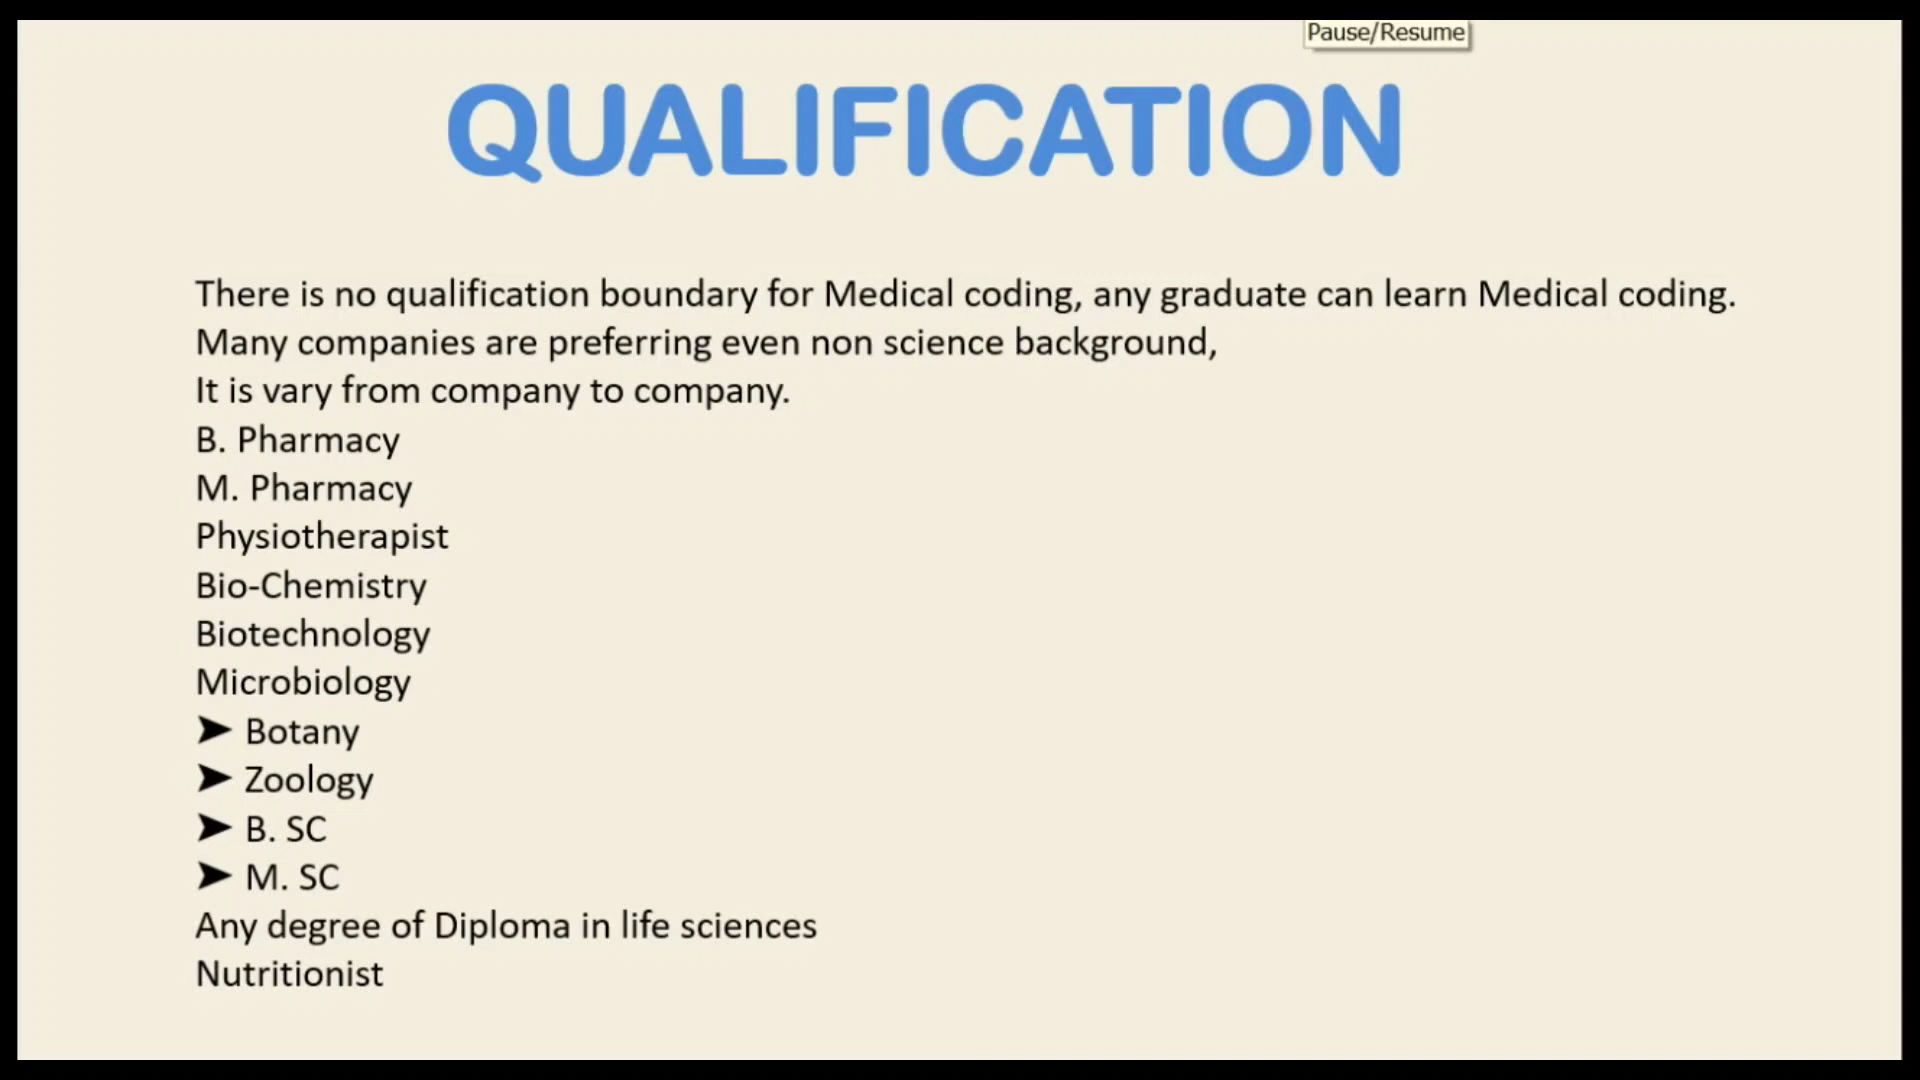 Pause/Resume
QUALIFICATION
There is no qualification boundary for Medical coding, any graduate can learn Medical coding.
Many companies are preferring even non science background,
It is vary from company to company.
B. Pharmacy
M. Pharmacy
Physiotherapist
Bio-Chemistry
Biotechnology
Microbiology
➤ Botany
➤ Zoology
➤ B. SC
➤ M. SC
Any degree of Diploma in life sciences
Nutritionist